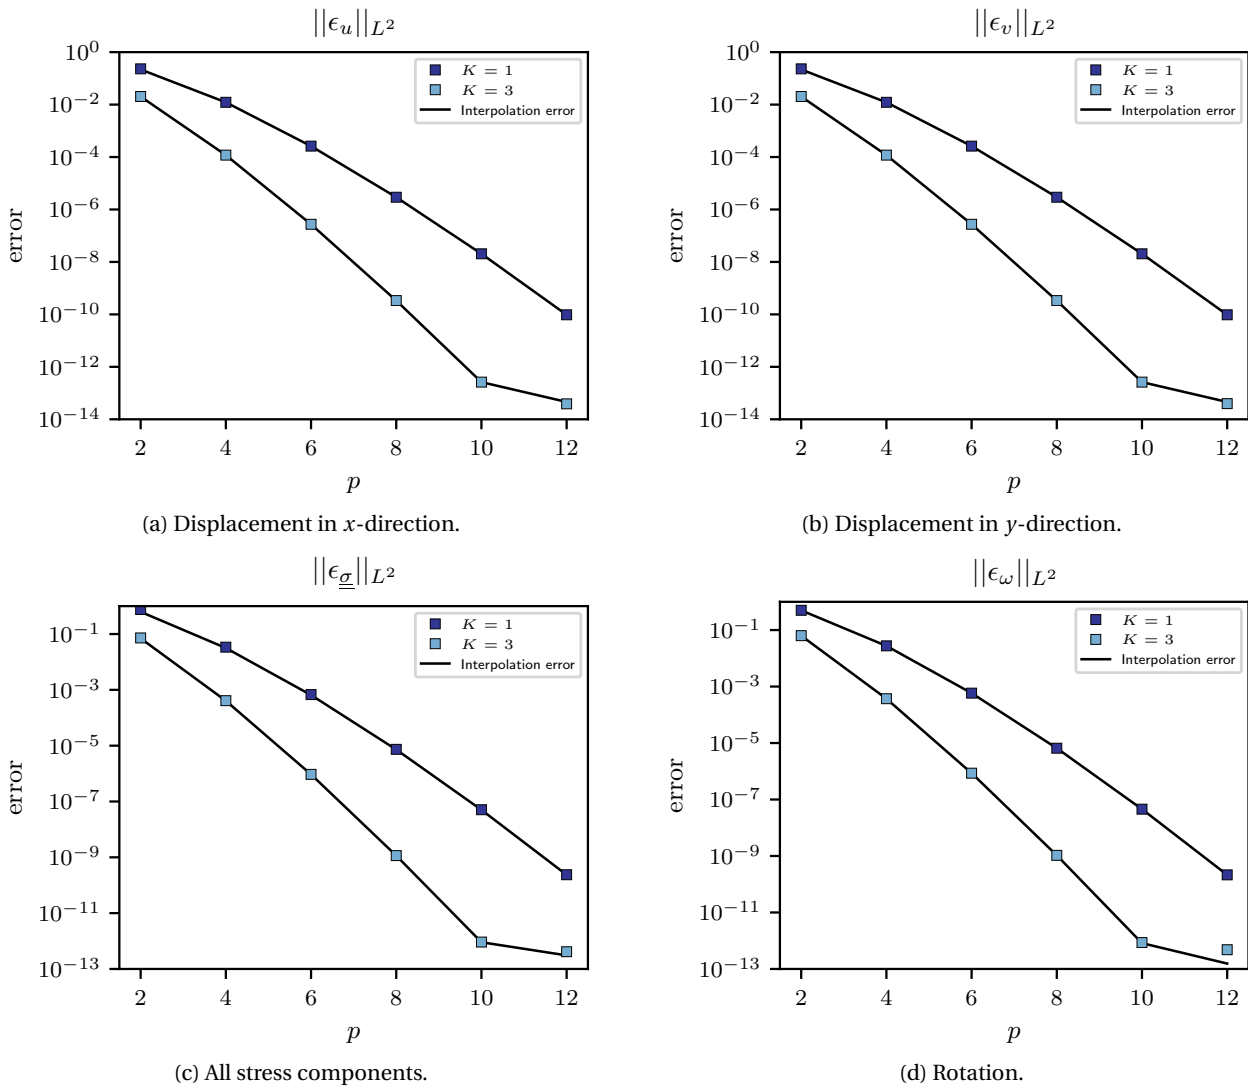 ||ϵ_u||_{L^2}
10^0
10^{−2}
10^{−4}
10^{−6}
10^{−8}
10^{−10}
10^{−12}
10^{−14}
error
K = 1
K = 3
Interpolation error
2 4 6 8 10 12
p
(a) Displacement in x-direction.
||ϵ_v||_{L^2}
10^0
10^{−2}
10^{−4}
10^{−6}
10^{−8}
10^{−10}
10^{−12}
10^{−14}
error
K = 1
K = 3
Interpolation error
2 4 6 8 10 12
p
(b) Displacement in y-direction.
||ϵ_{\underline{\underline{σ}}}||_{L^2}
10^{−1}
10^{−3}
10^{−5}
10^{−7}
10^{−9}
10^{−11}
10^{−13}
error
K = 1
K = 3
Interpolation error
2 4 6 8 10 12
p
(c) All stress components.
||ϵ_ω||_{L^2}
10^{−1}
10^{−3}
10^{−5}
10^{−7}
10^{−9}
10^{−11}
10^{−13}
error
K = 1
K = 3
Interpolation error
2 4 6 8 10 12
p
(d) Rotation.